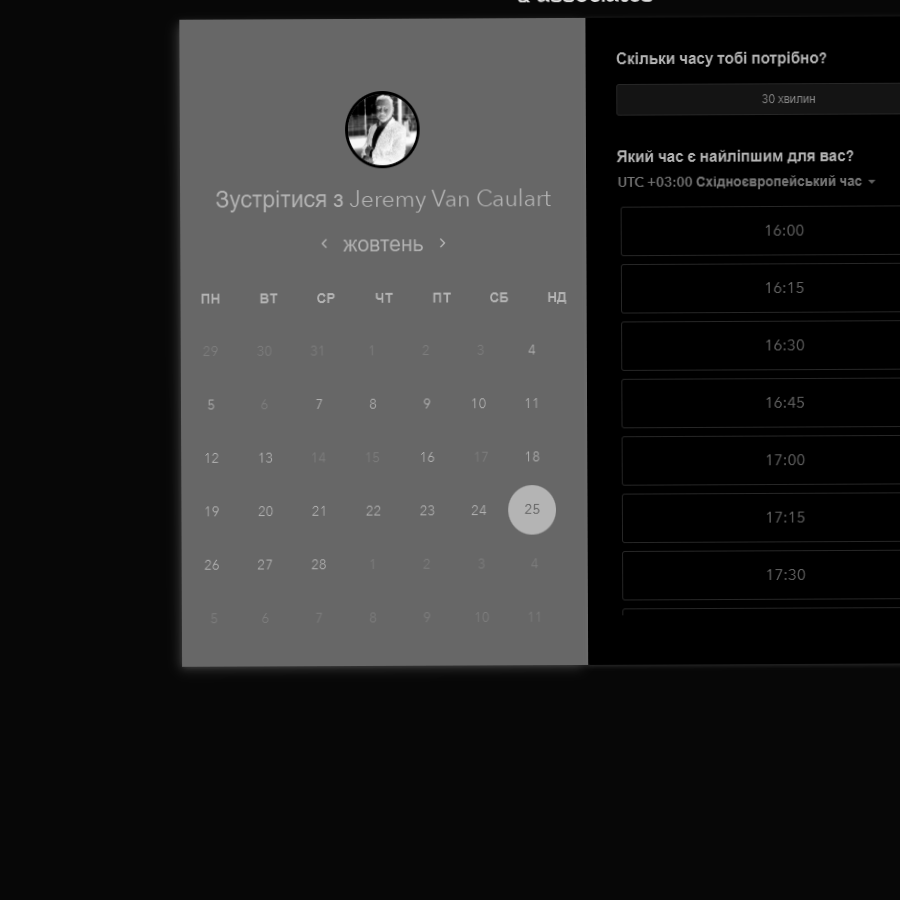 & associates
Зустрітися з Jeremy Van Caulart
‹ жовтень ›
ПН ВТ СР ЧТ ПТ СБ НД
29 30 31 1 2 3 4
5 6 7 8 9 10 11
12 13 14 15 16 17 18
19 20 21 22 23 24 25
26 27 28 1 2 3 4
5 6 7 8 9 10 11
Скільки часу тобі потрібно?
30 хвилин
Який час є найліпшим для вас?
UTC +03:00 Східноєвропейський час
16:00
16:15
16:30
16:45
17:00
17:15
17:30